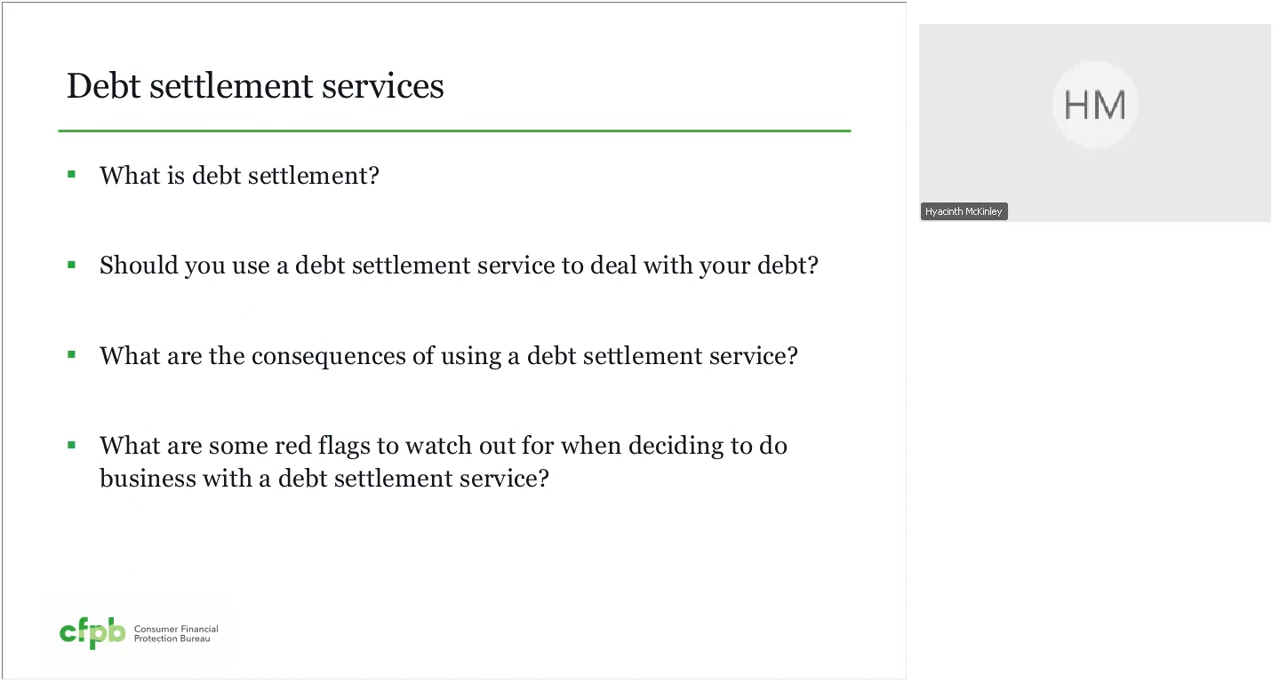 Debt settlement services
What is debt settlement?
Should you use a debt settlement service to deal with your debt?
What are the consequences of using a debt settlement service?
What are some red flags to watch out for when deciding to do
business with a debt settlement service?
cfpb Consumer Financial
Protection Bureau
HM
Hyacinth McKinley